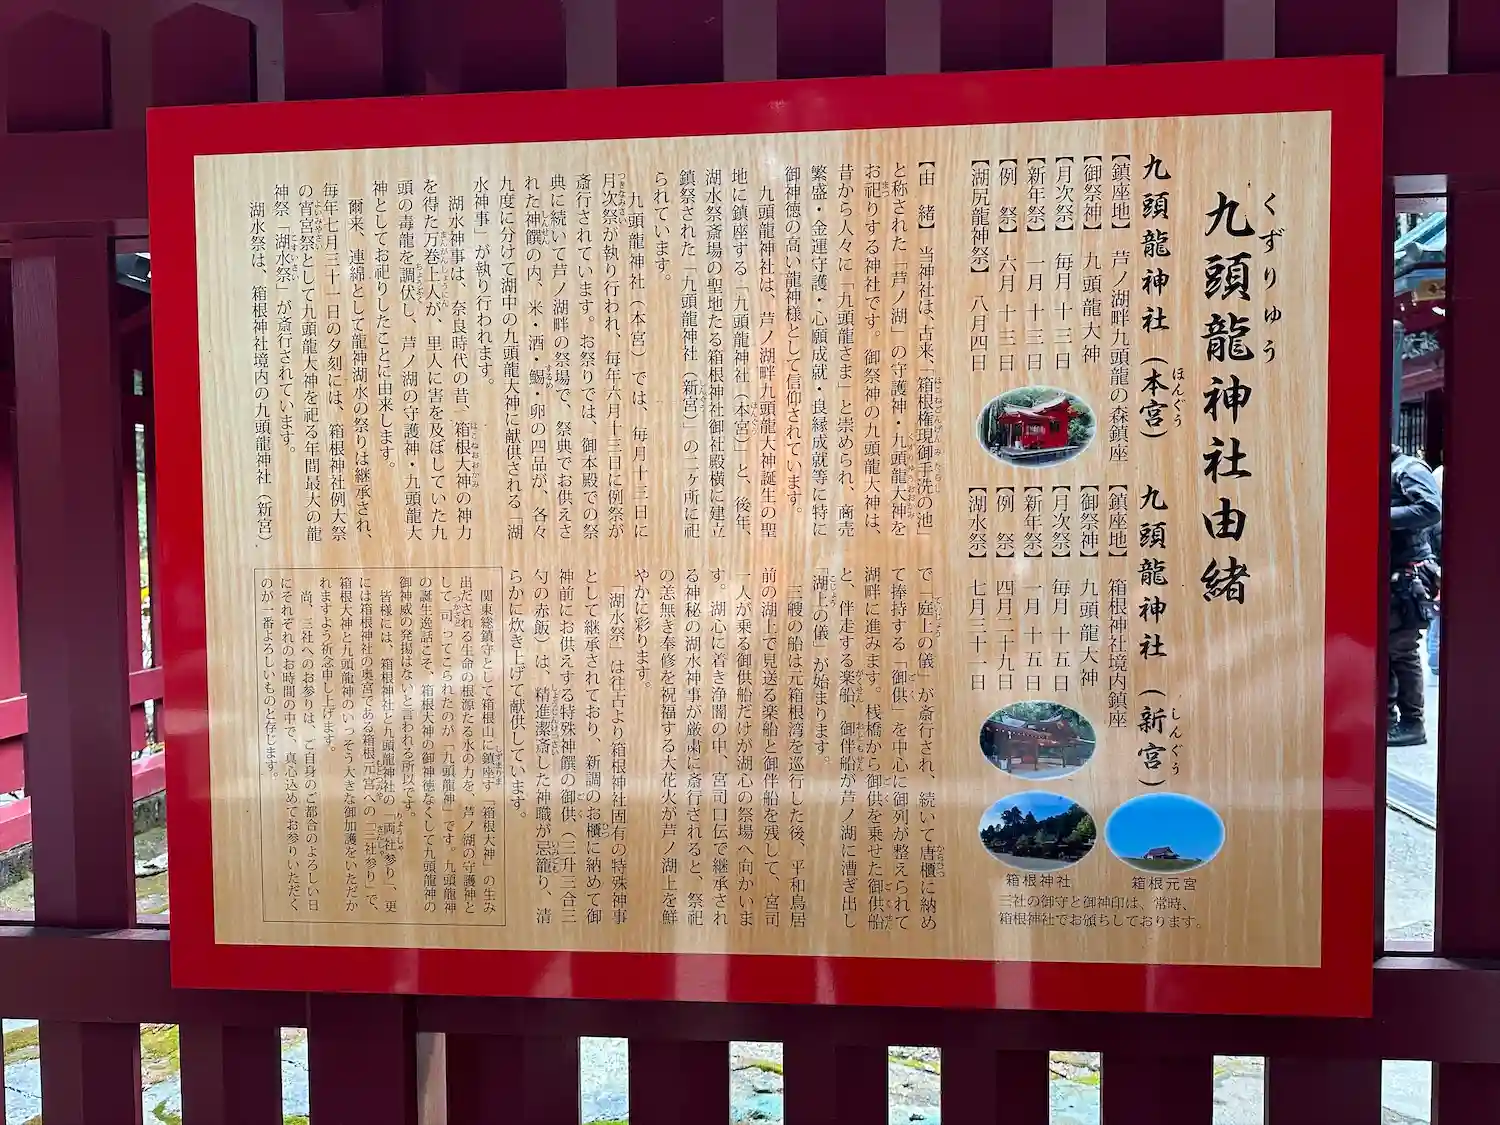 九頭龍神社由緒
くずりゅう
九頭龍神社（本宮）
ほんぐう
【鎮座地】　芦ノ湖畔九頭龍の森鎮座
【御祭神】　九頭龍大神
【月次祭】　毎月十三日
【新年祭】　一月十三日
【例　祭】　六月十三日
【湖尻龍神祭】　八月四日
九頭龍神社（新宮）
しんぐう
【鎮座地】　箱根神社境内鎮座
【御祭神】　九頭龍大神
【月次祭】　毎月十五日
【新年祭】　一月十五日
【例　祭】　四月二十九日
【湖水祭】　七月三十一日
【由　緒】　当神社は、古来、「箱根権現御手洗の池」
と称された「芦ノ湖」の守護神・九頭龍大神を
お祀りする神社です。御祭神の九頭龍大神は、
昔から人々に「九頭龍さま」と崇められ、商売
繁盛・金運守護・心願成就・良縁成就等に特に
御神徳の高い龍神様として信仰されています。
九頭龍神社は、芦ノ湖畔九頭龍大神誕生の聖
地に鎮座する「九頭龍神社（本宮）」と、後年、
湖水祭斎場の聖地たる箱根神社御社殿横に建立
鎮祭された「九頭龍神社（新宮）」の二ヶ所に祀
られています。
九頭龍神社（本宮）では、毎月十三日に
月次祭が執り行われ、毎年六月十三日に例祭が
斎行されています。お祭りでは、御本殿での祭
典に続いて芦ノ湖畔の祭場で、祭典でお供えさ
れた神饌の内、米・酒・鯣・卵の四品が、各々
九度に分けて湖中の九頭龍大神に献供される「湖
水神事」が執り行われます。
湖水神事は、奈良時代の昔、箱根大神の神力
を得た万巻上人が、里人に害を及ぼしていた九
頭の毒龍を調伏し、芦ノ湖の守護神・九頭龍大
神としてお祀りしたことに由来します。
爾来、連綿として龍神湖水の祭りは継承され、
毎年七月三十一日の夕刻には、箱根神社例大祭
の宵宮祭として九頭龍大神を祀る年間最大の龍
神祭「湖水祭」が斎行されています。
湖水祭は、箱根神社境内の九頭龍神社（新宮）
で「庭上の儀」が斎行され、続いて唐櫃に納め
て捧持する「御供」を中心に御列が整えられて
湖畔に進みます。桟橋から御供を乗せた御供船
と、伴走する楽船、御伴船が芦ノ湖に漕ぎ出し
「湖上の儀」が始まります。
三艘の船は元箱根湾を巡行した後、平和鳥居
前の湖上で見送る楽船と御伴船を残して、宮司
一人が乗る御供船だけが湖心の祭場へ向かいま
す。湖心に着き浄闇の中、宮司口伝で継承され
る神秘の湖水神事が厳粛に斎行されると、祭祀
の恙無き奉修を祝福する大花火が芦ノ湖上を鮮
やかに彩ります。
「湖水祭」は往古より箱根神社固有の特殊神事
として継承されており、新調のお櫃に納めて御
神前にお供えする特殊神饌の御供（三升三合三
勺の赤飯）は、精進潔斎した神職が忌籠り、清
らかに炊き上げて献供しています。
関東総鎮守として箱根山に鎮座す「箱根大神」の生み
出だされる生命の根源たる水の力を、芦ノ湖の守護神と
して司ってこられたのが「九頭龍神」です。九頭龍神
の誕生逸話こそ、箱根大神の御神徳なくして九頭龍神の
御神威の発揚はないと言われる所以です。
皆様には、箱根神社と九頭龍神社の「両社参り」、更
には箱根神社の奥宮である箱根元宮への「三社参り」で、
箱根大神と九頭龍神のいっそう大きな御加護をいただか
れますよう祈念申し上げます。
尚、三社へのお参りは、ご自身のご都合のよろしい日
にそれぞれのお時間の中で、真心込めてお参りいただく
のが一番よろしいものと存じます。
箱根神社
箱根元宮
三社の御守と御神印は、常時、
箱根神社でお頒ちしております。